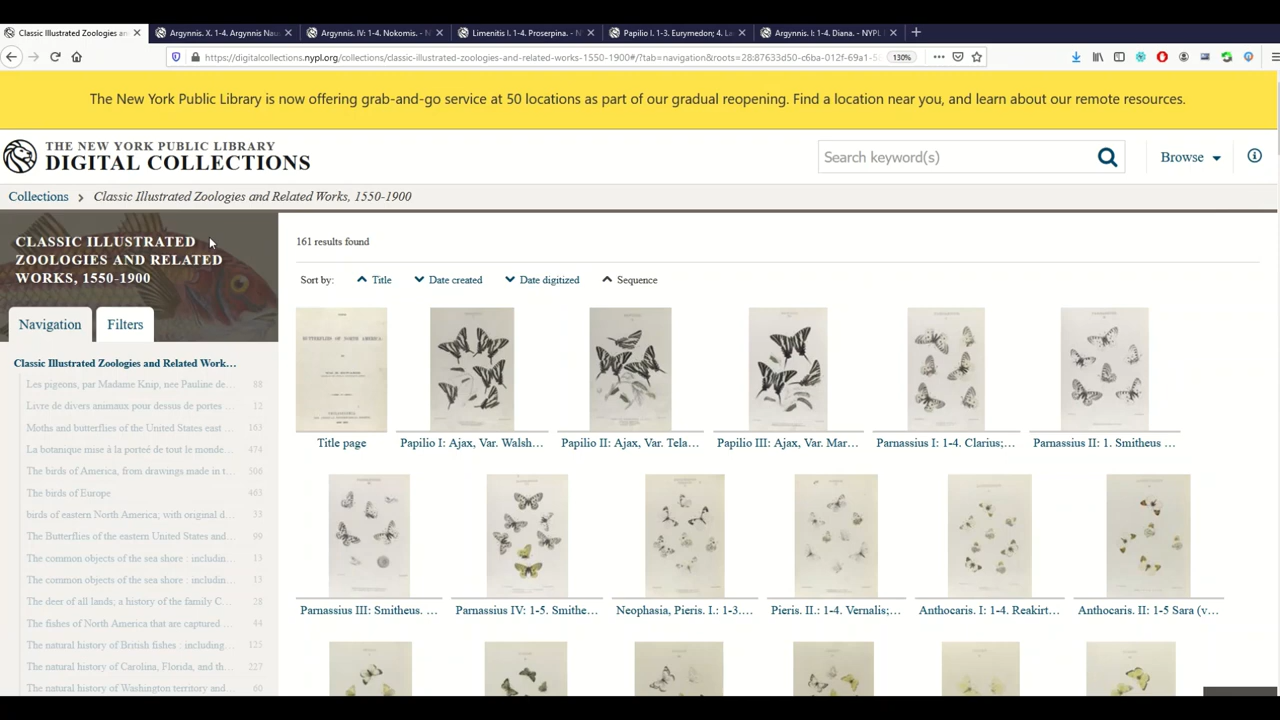 Classic Illustrated Zoologies and
Argynnis. X. 1-4. Argynnis Nau
Argynnis. IV: 1-4. Nokomis. - N
Limenitis I. 1-4. Proserpina. - N
Papilio I. 1-3. Eurymedon; 4. L
Argynnis. I: 1-4. Diana. - NYPL
https://digitalcollections.nypl.org/collections/classic-illustrated-zoologies-and-related-works-1550-1900#/?tab=navigation&roots=28:87633d50-c6ba-012f-69a1-5
130%
The New York Public Library is now offering grab-and-go service at 50 locations as part of our gradual reopening. Find a location near you, and learn about our remote resources.
THE NEW YORK PUBLIC LIBRARY
DIGITAL COLLECTIONS
Search keyword(s)
Browse
Collections > Classic Illustrated Zoologies and Related Works, 1550-1900
CLASSIC ILLUSTRATED
ZOOLOGIES AND RELATED
WORKS, 1550-1900
Navigation
Filters
Classic Illustrated Zoologies and Related Work…
Les pigeons, par Madame Knip, nee Pauline de… 88
Livre de divers animaux pour dessus de portes … 12
Moths and butterflies of the United States east … 163
La botanique mise à la porteé de tout le monde… 474
The birds of America, from drawings made in t… 506
The birds of Europe 463
birds of eastern North America; with original d… 33
The Butterflies of the eastern United States and… 99
The common objects of the sea shore : includin… 13
The common objects of the sea shore : includin… 13
The deer of all lands; a history of the family C… 28
The fishes of North America that are captured … 44
The natural history of British fishes : including… 125
The natural history of Carolina, Florida, and th… 227
The natural history of Washington territory and… 60
161 results found
Sort by: Title Date created Date digitized Sequence
BUTTERFLIES OF NORTH AMERICA
Title page
Papilio I: Ajax, Var. Walsh…
Papilio II: Ajax, Var. Tela…
Papilio III: Ajax, Var. Mar…
Parnassius I: 1-4. Clarius;…
Parnassius II: 1. Smitheus …
Parnassius III: Smitheus. …
Parnassius IV: 1-5. Smithe…
Neophasia, Pieris. I.: 1-3.…
Pieris. II.: 1-4. Vernalis;…
Anthocaris. I: 1-4. Reakirt…
Anthocaris. II: 1-5 Sara (v…